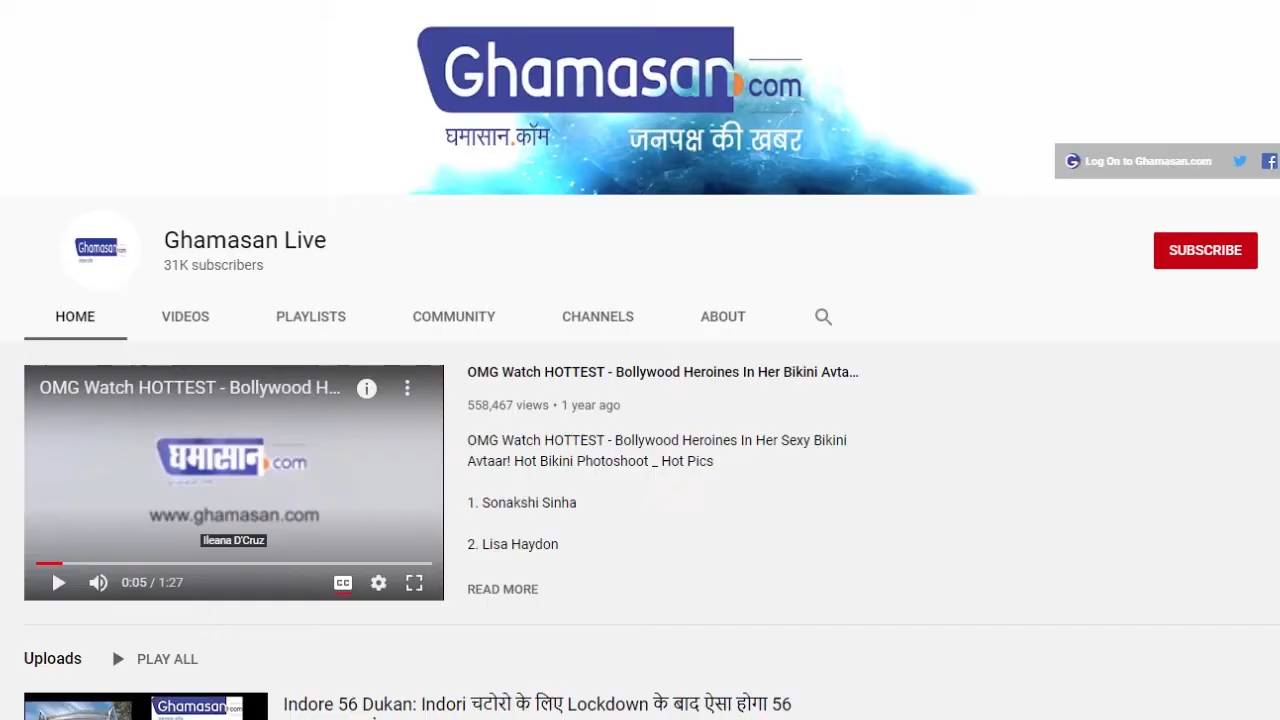 Ghamasan.com
घमासान.कॉम
जनपक्ष की खबर
Log On to Ghamasan.com
Ghamasan
Ghamasan Live
31K subscribers
SUBSCRIBE
HOME
VIDEOS
PLAYLISTS
COMMUNITY
CHANNELS
ABOUT
OMG Watch HOTTEST - Bollywood H...
घमासान.com
www.ghamasan.com
Ileana D'Cruz
0:05 / 1:27
CC
OMG Watch HOTTEST - Bollywood Heroines In Her Bikini Avta...
558,467 views • 1 year ago
OMG Watch HOTTEST - Bollywood Heroines In Her Sexy Bikini
Avtaar! Hot Bikini Photoshoot _ Hot Pics
1. Sonakshi Sinha
2. Lisa Haydon
READ MORE
Uploads
PLAY ALL
Ghamasan.com
Indore 56 Dukan: Indori चटोरो के लिए Lockdown के बाद ऐसा होगा 56